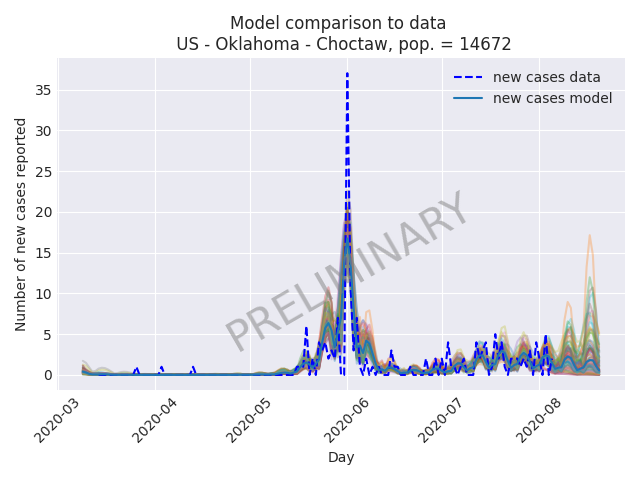 Model comparison to data
US - Oklahoma - Choctaw, pop. = 14672
new cases data
new cases model
Number of new cases reported
35
30
25
20
15
10
5
0
PRELIMINARY
2020-03
2020-04
2020-05
2020-06
2020-07
2020-08
Day